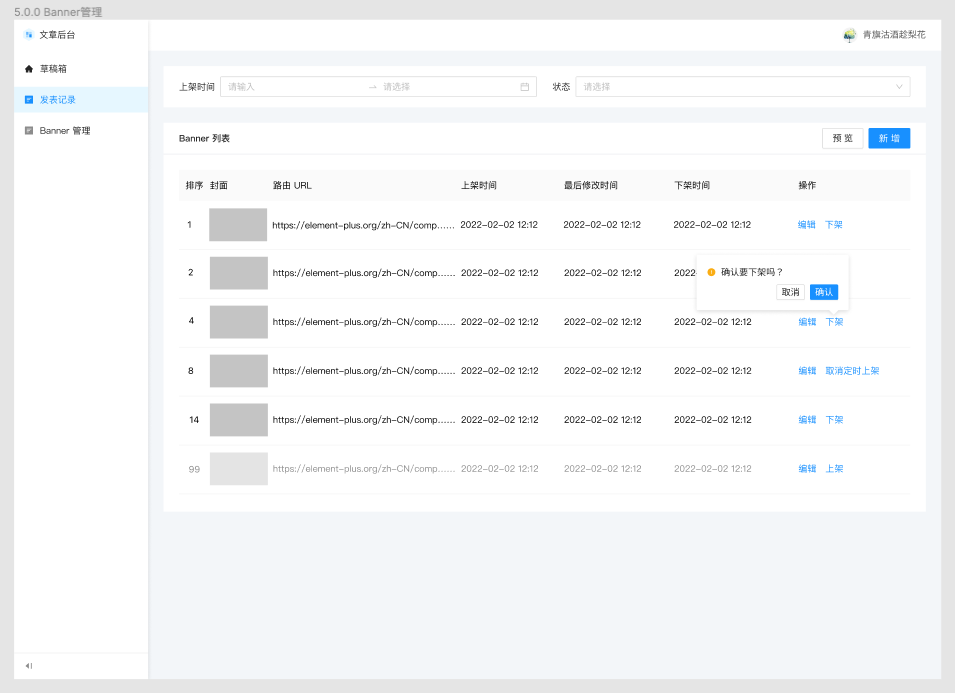 5.0.0 Banner管理
文章后台
青旗沽酒趁梨花
草稿箱
发表记录
Banner 管理
上架时间 请输入 → 请选择 状态 请选择
Banner 列表 预 览 新 增
排序 封面 路由 URL 上架时间 最后修改时间 下架时间 操作
1 https://element-plus.org/zh-CN/comp...... 2022-02-02 12:12 2022-02-02 12:12 2022-02-02 12:12 编辑 下架
2 https://element-plus.org/zh-CN/comp...... 2022-02-02 12:12 2022-02-02 12:12 2022
确认要下架吗？
取消 确认
4 https://element-plus.org/zh-CN/comp...... 2022-02-02 12:12 2022-02-02 12:12 2022-02-02 12:12 编辑 下架
8 https://element-plus.org/zh-CN/comp...... 2022-02-02 12:12 2022-02-02 12:12 2022-02-02 12:12 编辑 取消定时上架
14 https://element-plus.org/zh-CN/comp...... 2022-02-02 12:12 2022-02-02 12:12 2022-02-02 12:12 编辑 下架
99 https://element-plus.org/zh-CN/comp...... 2022-02-02 12:12 2022-02-02 12:12 2022-02-02 12:12 编辑 上架